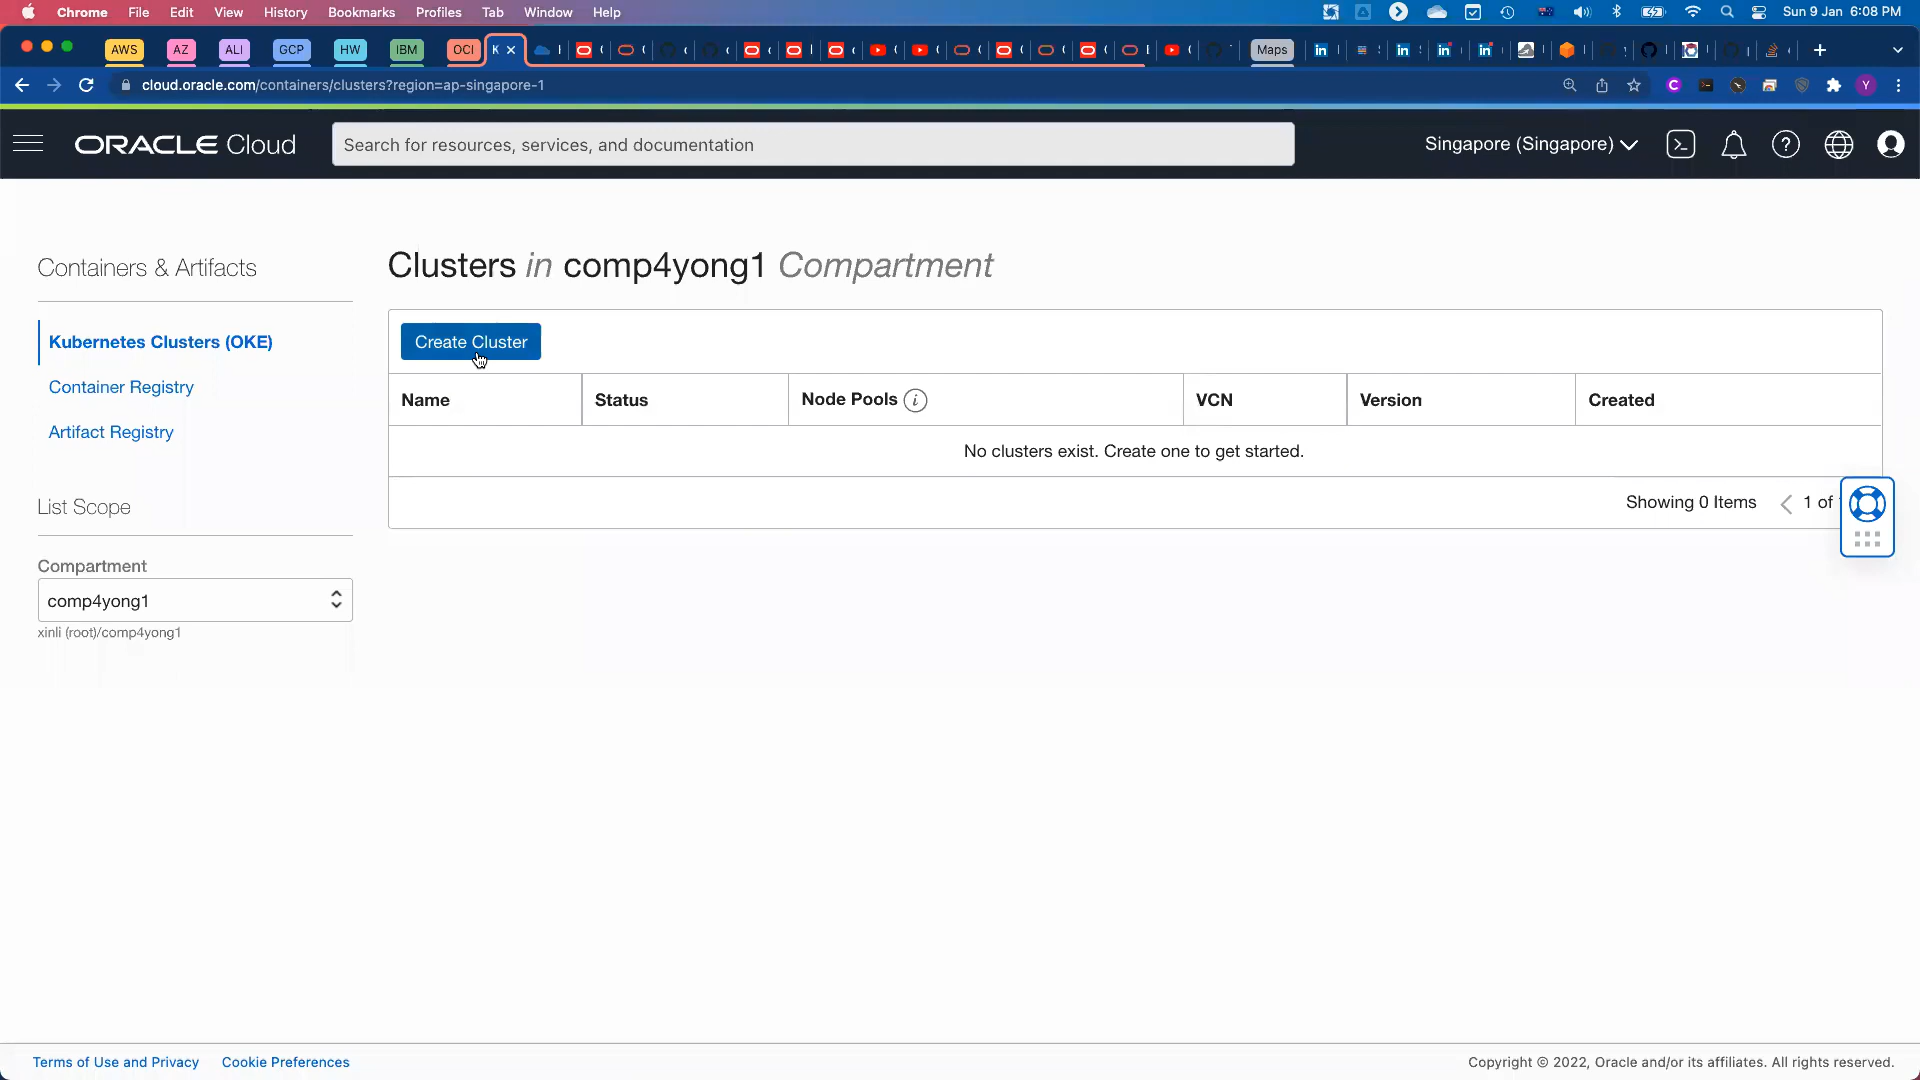 Chrome File Edit View History Bookmarks Profiles Tab Window Help Sun 9 Jan 6:08 PM
AWS AZ ALI GCP HW IBM OCI K Maps
cloud.oracle.com/containers/clusters?region=ap-singapore-1 Y
ORACLE Cloud Search for resources, services, and documentation Singapore (Singapore)
Containers & Artifacts
Kubernetes Clusters (OKE)
Container Registry
Artifact Registry
List Scope
Compartment
comp4yong1
xinli (root)/comp4yong1
Clusters in comp4yong1 Compartment
Create Cluster
Name Status Node Pools i VCN Version Created
No clusters exist. Create one to get started.
Showing 0 Items 1 of
Terms of Use and Privacy Cookie Preferences Copyright © 2022, Oracle and/or its affiliates. All rights reserved.